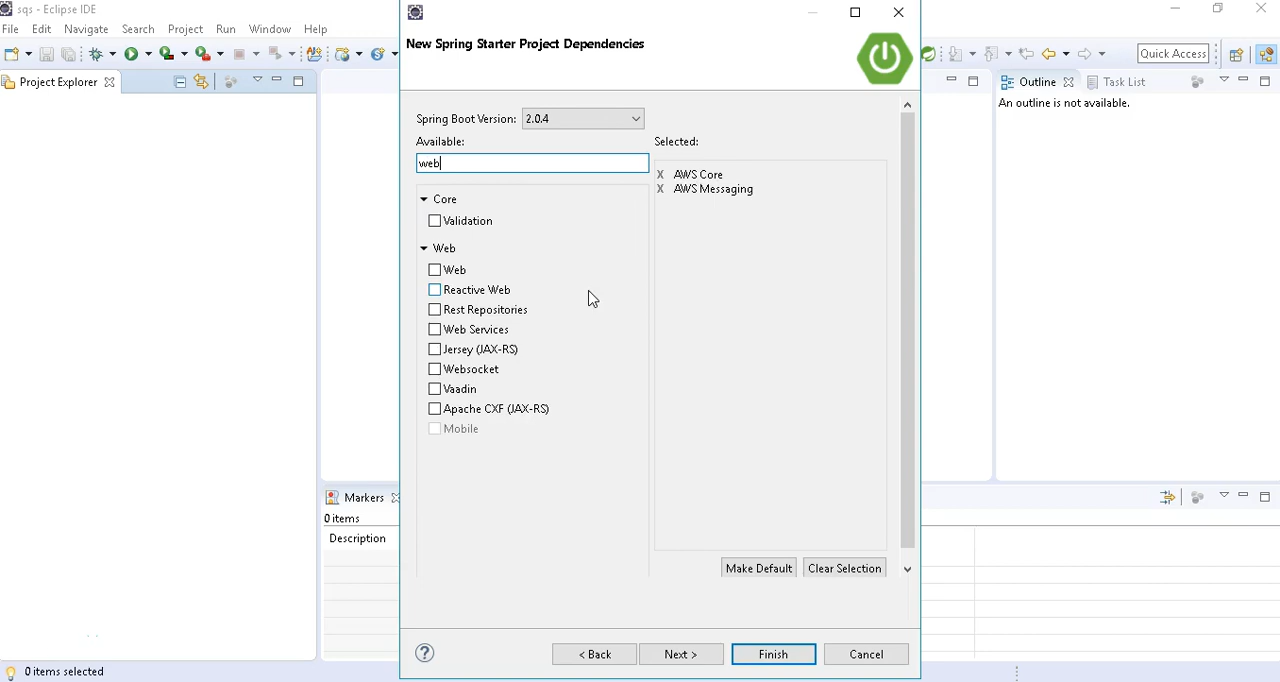 sqs - Eclipse IDE
File Edit Navigate Search Project Run Window Help
Quick Access
Project Explorer
New Spring Starter Project Dependencies
Spring Boot Version: 2.0.4
Available:
web
Core
Validation
Web
Web
Reactive Web
Rest Repositories
Web Services
Jersey (JAX-RS)
Websocket
Vaadin
Apache CXF (JAX-RS)
Mobile
Selected:
X AWS Core
X AWS Messaging
Make Default Clear Selection
? < Back Next > Finish Cancel
Outline Task List
An outline is not available.
Markers
0 items
Description
0 items selected